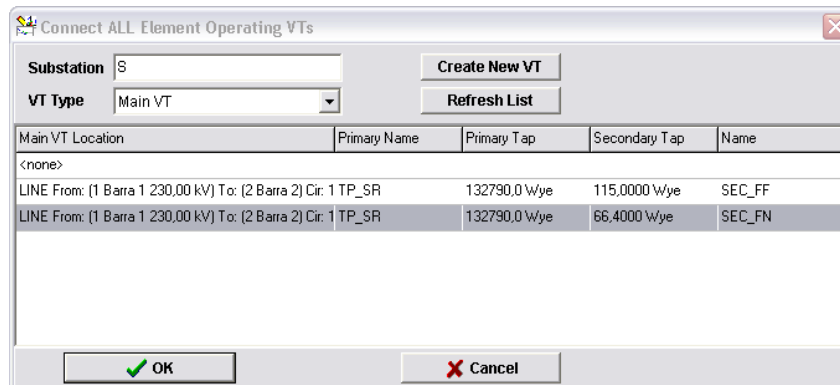 Connect ALL Element Operating VTs
Substation S Create New VT
VT Type Main VT Refresh List
Main VT Location Primary Name Primary Tap Secondary Tap Name
<none>
LINE From: (1 Barra 1 230,00 kV) To: (2 Barra 2) Cir: 1 TP_SR 132790,0 Wye 115,0000 Wye SEC_FF
LINE From: (1 Barra 1 230,00 kV) To: (2 Barra 2) Cir: 1 TP_SR 132790,0 Wye 66,4000 Wye SEC_FN
OK Cancel